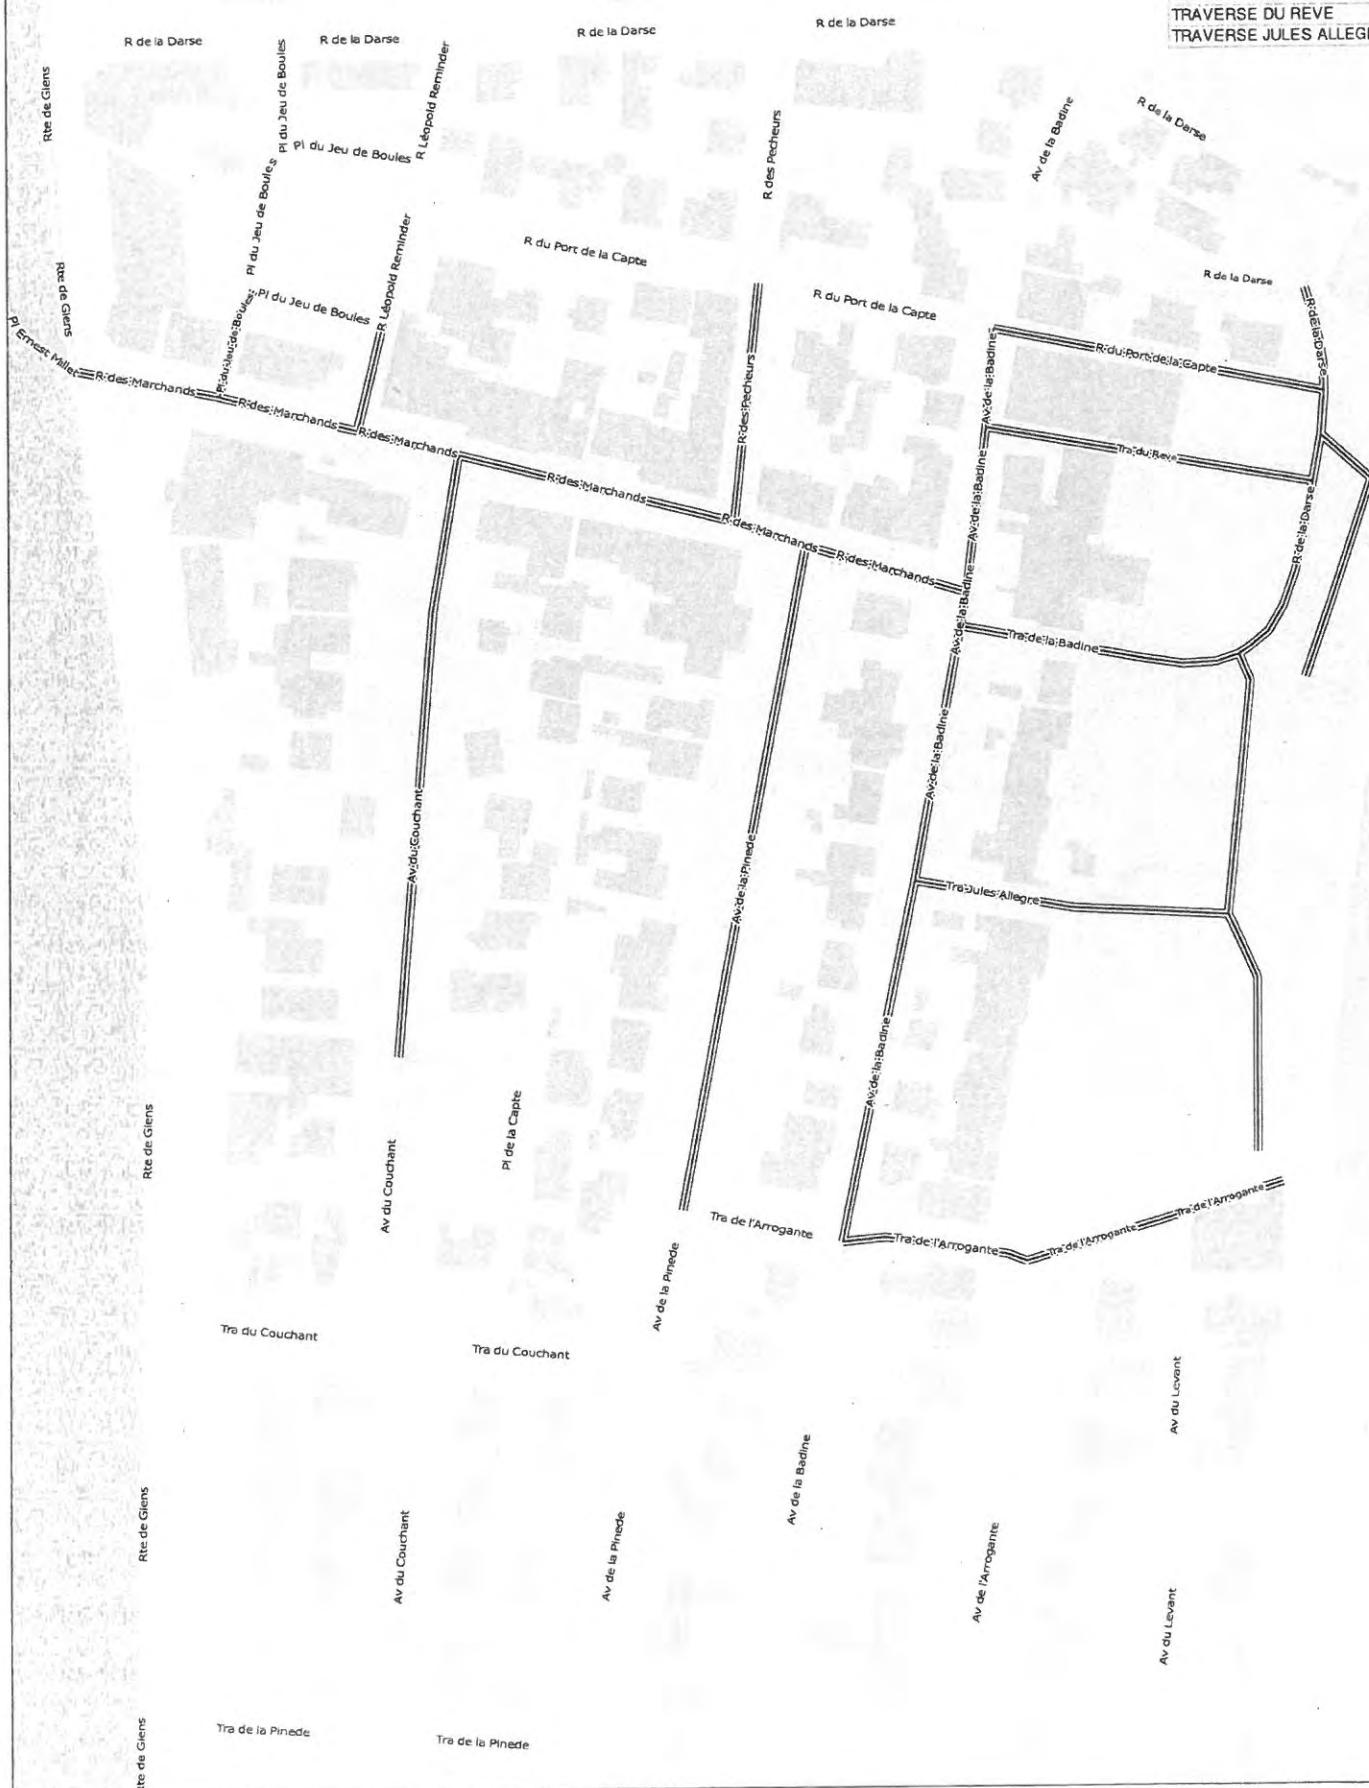 TRAVERSE DU REVE
TRAVERSE JULES ALLEG
R de la Darse
R de la Darse
R de la Darse
R de la Darse
Rte de Giens
Pl du Jeu de Boules
R Léopold Reminder
Pl du Jeu de Boules
R des Pecheurs
Av de la Badine
R de la Darse
Pl du Jeu de Boules
R Léopold Reminder
R du Port de la Capte
Rte de Giens
Pl du Jeu de Boules
Pl du Jeu de Boules
R du Port de la Capte
R de la Darse
R de la Darse
Pl Ernest Millet
R des Marchands
R des Marchands
R des Marchands
R des Pecheurs
Av de la Badine
R du Port de la Capte
Tra du Reve
R des Marchands
R des Marchands
R des Marchands
Av de la Badine
R de la Darse
Av de la Badine
Tra de la Badine
Av de la Badine
Av du Couchant
Av de la Pinede
Tra Jules Allegre
Av de la Badine
Rte de Giens
Av du Couchant
Pl de la Capte
Tra de l'Arrogante
Tra de l'Arrogante
Tra de l'Arrogante
Tra de l'Arrogante
Av de la Pinede
Tra du Couchant
Tra du Couchant
Av du Levant
Av de la Badine
Rte de Giens
Av du Couchant
Av de la Pinede
Av de l'Arrogante
Av du Levant
Tra de la Pinede
Tra de la Pinede
te de Giens